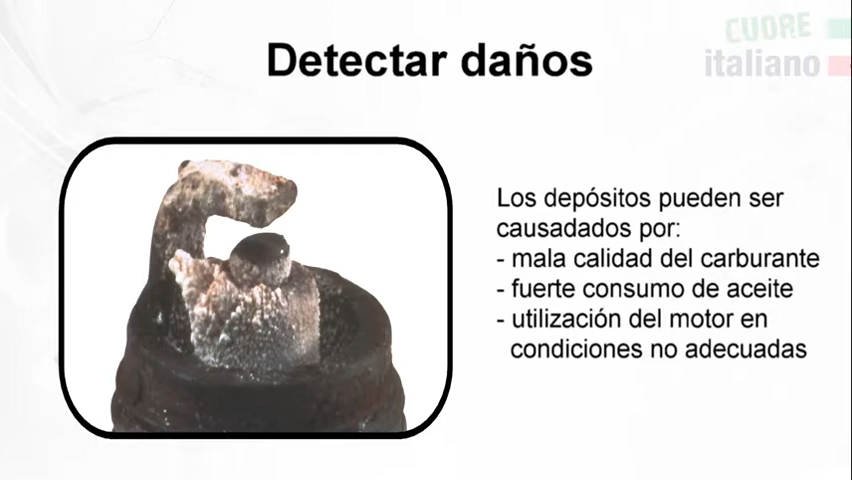 CUORE
italiano
Detectar daños
Los depósitos pueden ser
causadados por:
- mala calidad del carburante
- fuerte consumo de aceite
- utilización del motor en
condiciones no adecuadas